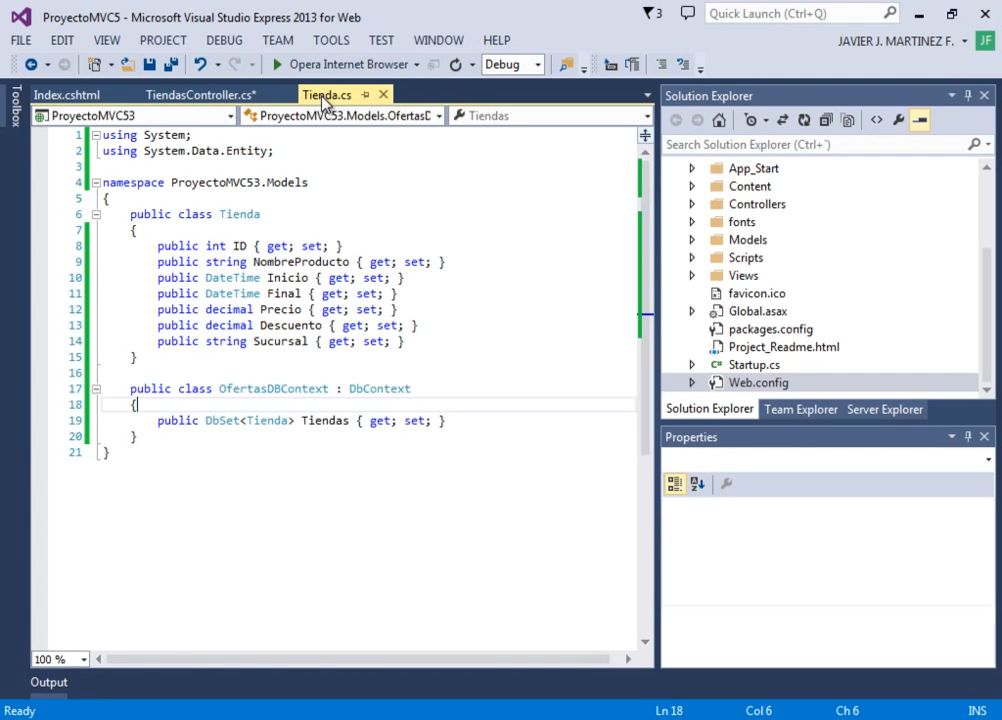 ProyectoMVC5 - Microsoft Visual Studio Express 2013 for Web
3
Quick Launch (Ctrl+Q)
FILE EDIT VIEW PROJECT DEBUG TEAM TOOLS TEST WINDOW HELP
JAVIER J. MARTINEZ F. JF
Opera Internet Browser Debug
Toolbox
Index.cshtml TiendasController.cs* Tienda.cs
ProyectoMVC53 ProyectoMVC53.Models.OfertasD Tiendas
1 using System;
2 using System.Data.Entity;
3
4 namespace ProyectoMVC53.Models
5 {
6 public class Tienda
7 {
8 public int ID { get; set; }
9 public string NombreProducto { get; set; }
10 public DateTime Inicio { get; set; }
11 public DateTime Final { get; set; }
12 public decimal Precio { get; set; }
13 public decimal Descuento { get; set; }
14 public string Sucursal { get; set; }
15 }
16
17 public class OfertasDBContext : DbContext
18 {
19 public DbSet<Tienda> Tiendas { get; set; }
20 }
21 }
100 %
Output
Solution Explorer
Search Solution Explorer (Ctrl+`)
App_Start
Content
Controllers
fonts
Models
Scripts
Views
favicon.ico
Global.asax
packages.config
Project_Readme.html
C# Startup.cs
Web.config
Solution Explorer Team Explorer Server Explorer
Properties
Ready Ln 18 Col 6 Ch 6 INS